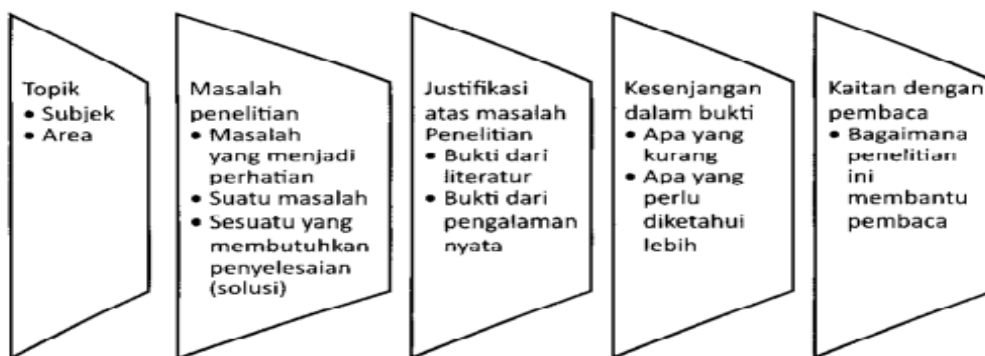 Topik
• Subjek
• Area
Masalah
penelitian
• Masalah
yang menjadi
perhatian
• Suatu masalah
• Sesuatu yang
membutuhkan
penyelesaian
(solusi)
Justifikasi
atas masalah
Penelitian
• Bukti dari
literatur
• Bukti dari
pengalaman
nyata
Kesenjangan
dalam bukti
• Apa yang
kurang
• Apa yang
perlu
diketahui
lebih
Kaitan dengan
pembaca
• Bagaimana
penelitian
ini
membantu
pembaca